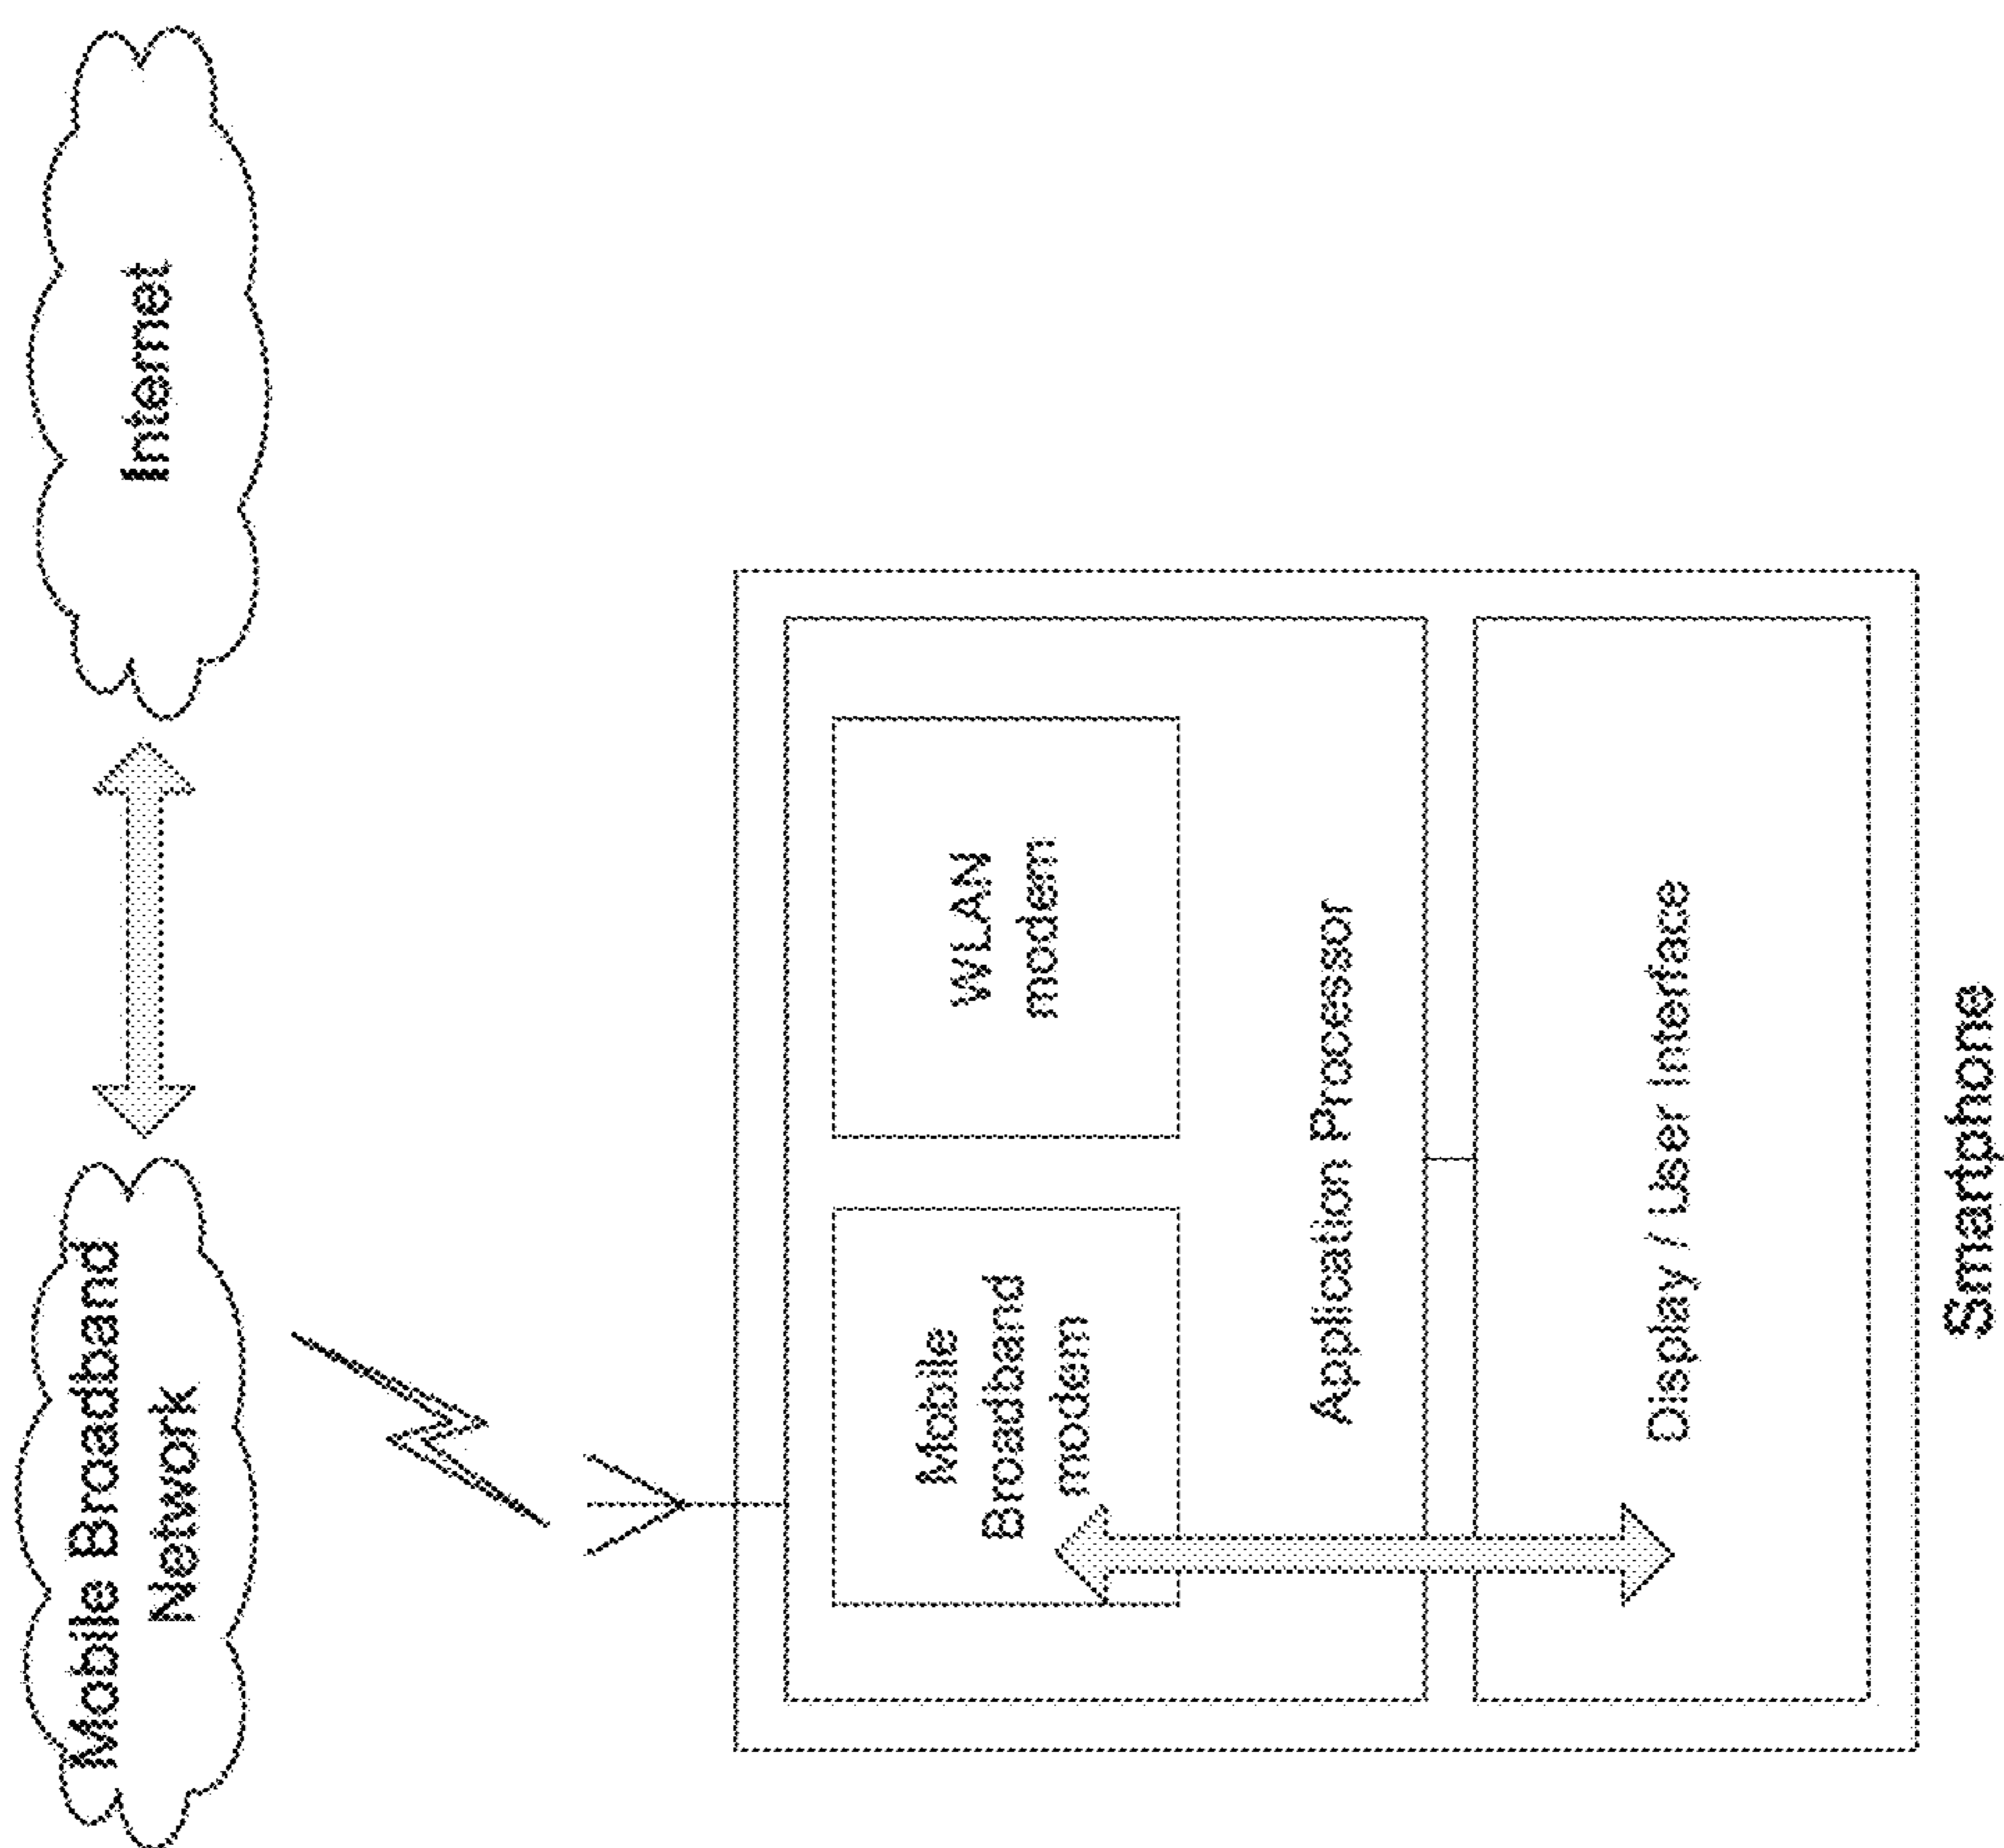 Mobile Broadband
Network
Internet
Mobile
Broadband
modem
WLAN
modem
Application Processor
Display / User Interface
Smartphone